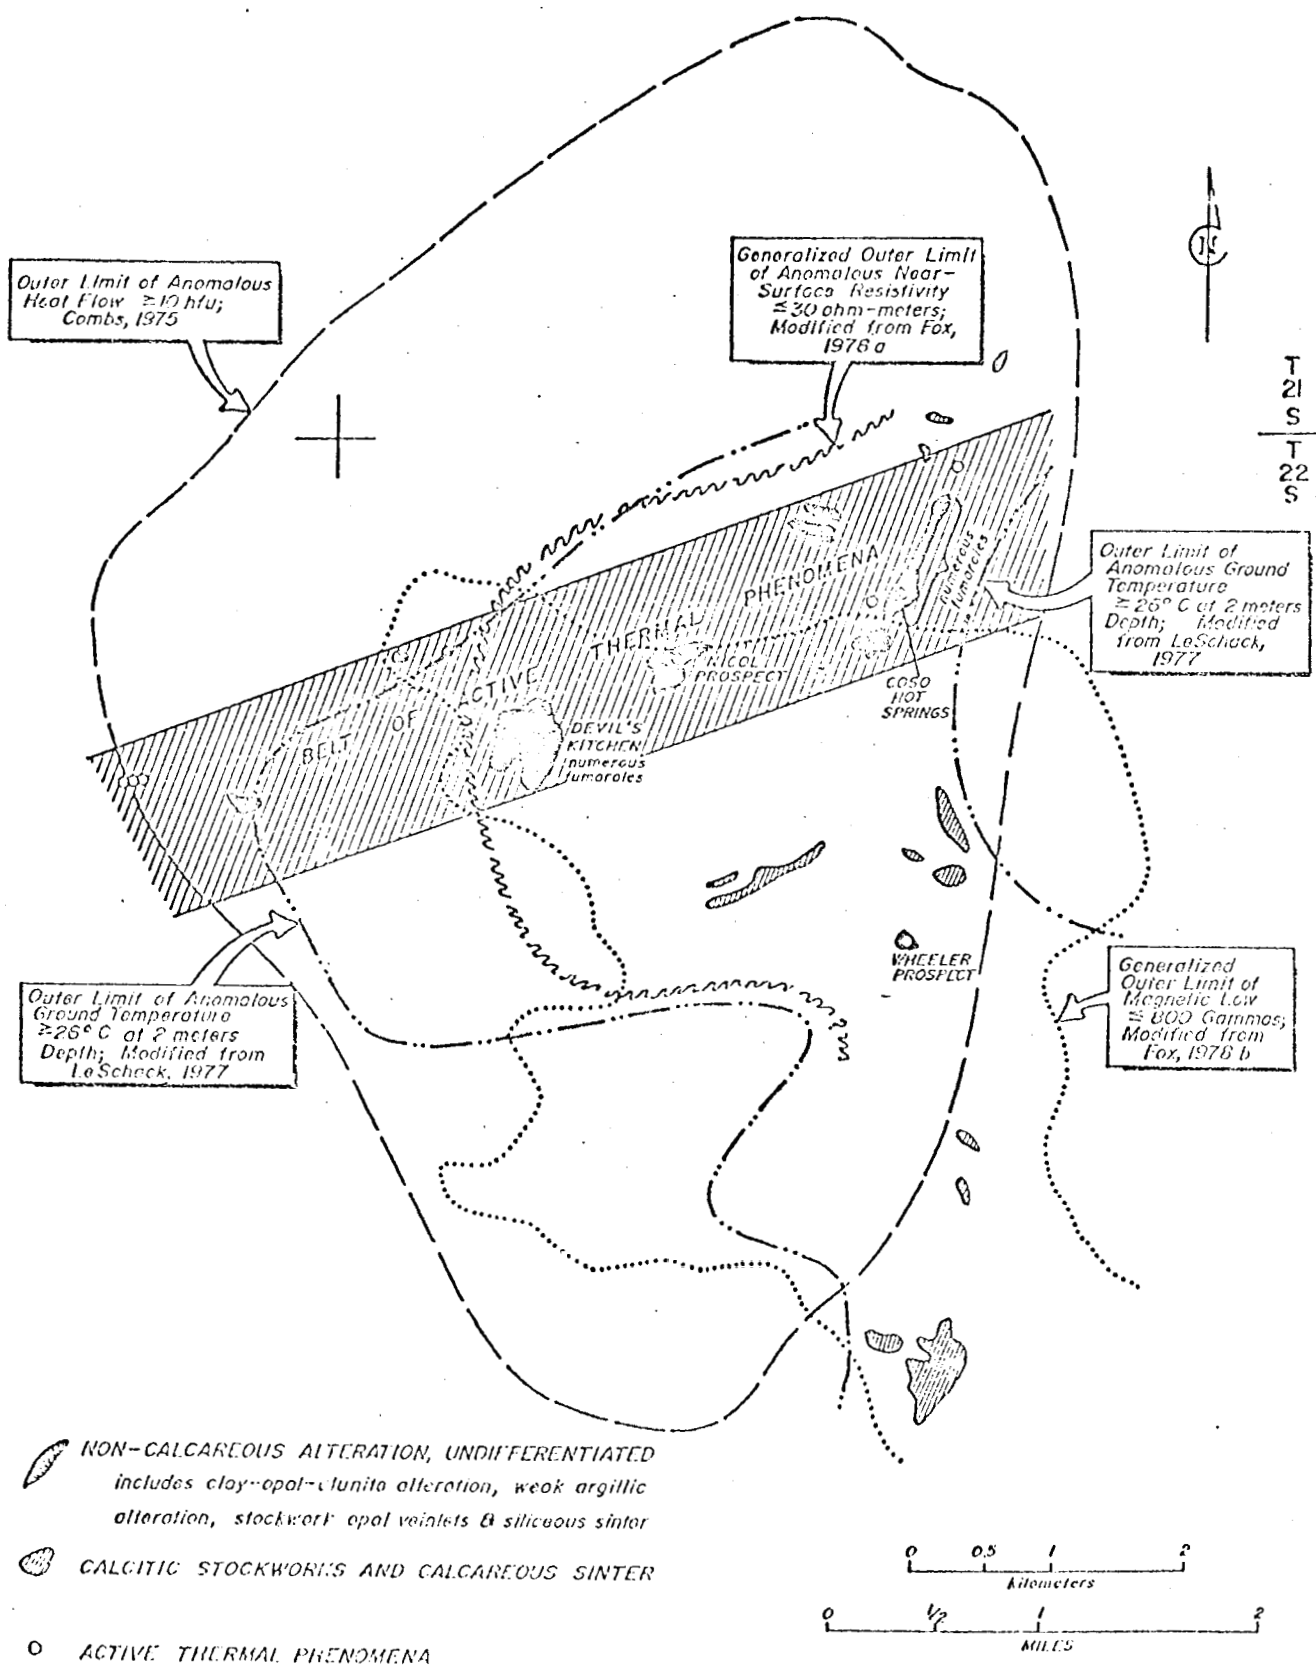 Outer Limit of Anomalous
Heat Flow ≥10 hfu;
Combs, 1975
Generalized Outer Limit
of Anomalous Near-
Surface Resistivity
≤30 ohm-meters;
Modified from Fox,
1978 a
N
T
21
S
T
22
S
Outer Limit of
Anomalous Ground
Temperature
≥26° C at 2 meters
Depth; Modified
from LeSchack,
1977
BELT OF ACTIVE THERMAL PHENOMENA
numerous
fumaroles
NICOL
PROSPECT
COSO
HOT
SPRINGS
DEVIL'S
KITCHEN
numerous
fumaroles
WHEELER
PROSPECT
Outer Limit of Anomalous
Ground Temperature
≥26° C at 2 meters
Depth; Modified from
LeSchack, 1977
Generalized
Outer Limit of
Magnetic Low
≤ 800 Gammas;
Modified from
Fox, 1978 b
NON-CALCAREOUS ALTERATION, UNDIFFERENTIATED
includes clay-opal-alunite alteration, weak argillic
alteration, stockwork opal veinlets & siliceous sinter
CALCITIC STOCKWORKS AND CALCAREOUS SINTER
ACTIVE THERMAL PHENOMENA
0 0.5 1 2
kilometers
0 1/2 1 2
MILES